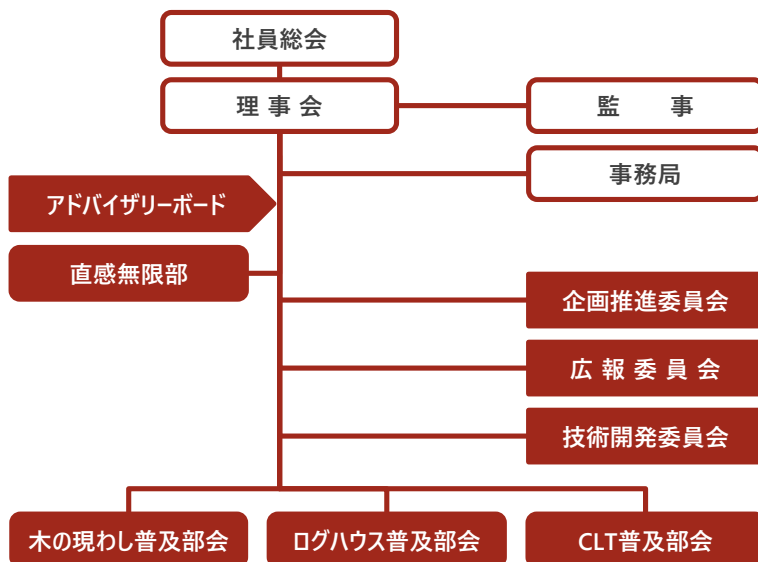 社員総会
理事会
監　事
事務局
アドバイザリーボード
直感無限部
企画推進委員会
広報委員会
技術開発委員会
木の現わし普及部会
ログハウス普及部会
CLT普及部会